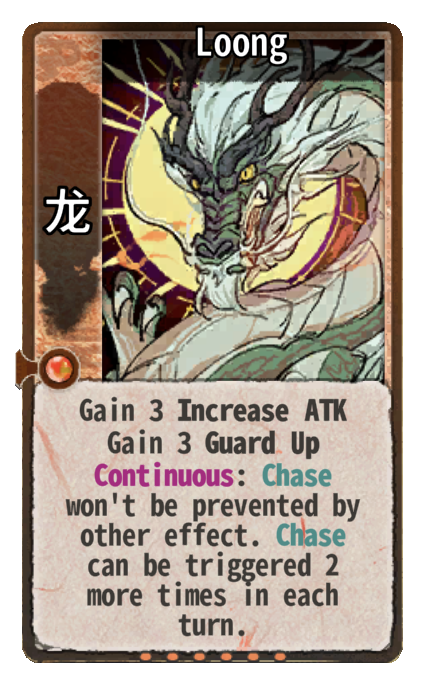 Loong
龙
Gain 3 Increase ATK
Gain 3 Guard Up
Continuous: Chase
won't be prevented by
other effect. Chase
can be triggered 2
more times in each
turn.